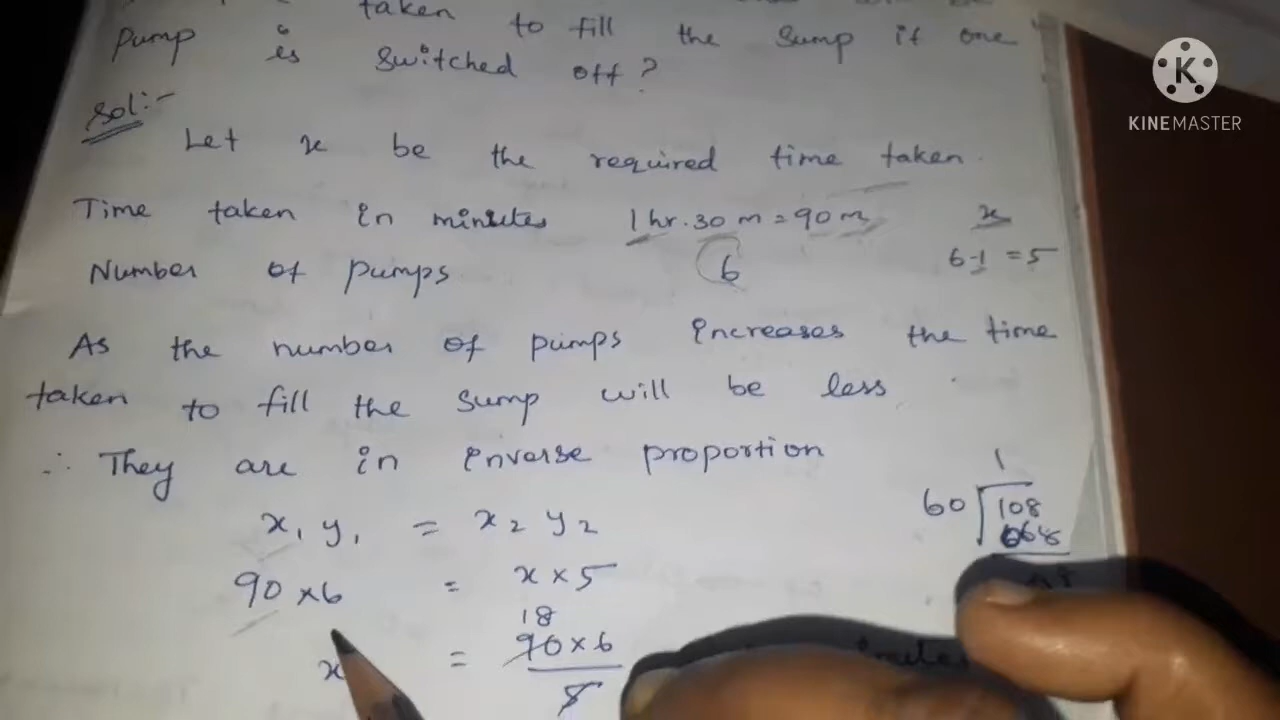 taken to fill the sump if one
Pump is switched off?
Sol:-
Let x be the required time taken.
Time taken in minutes 1 hr. 30 m = 90 m x
Number of pumps 6 6-1 = 5
As the number of pumps increases the time
taken to fill the sump will be less
∴ They are in inverse proportion
x₁ y₁ = x₂ y₂
1
60 108
90 × 6 = x × 5
18
x = 90 × 6
5
K
KINEMASTER